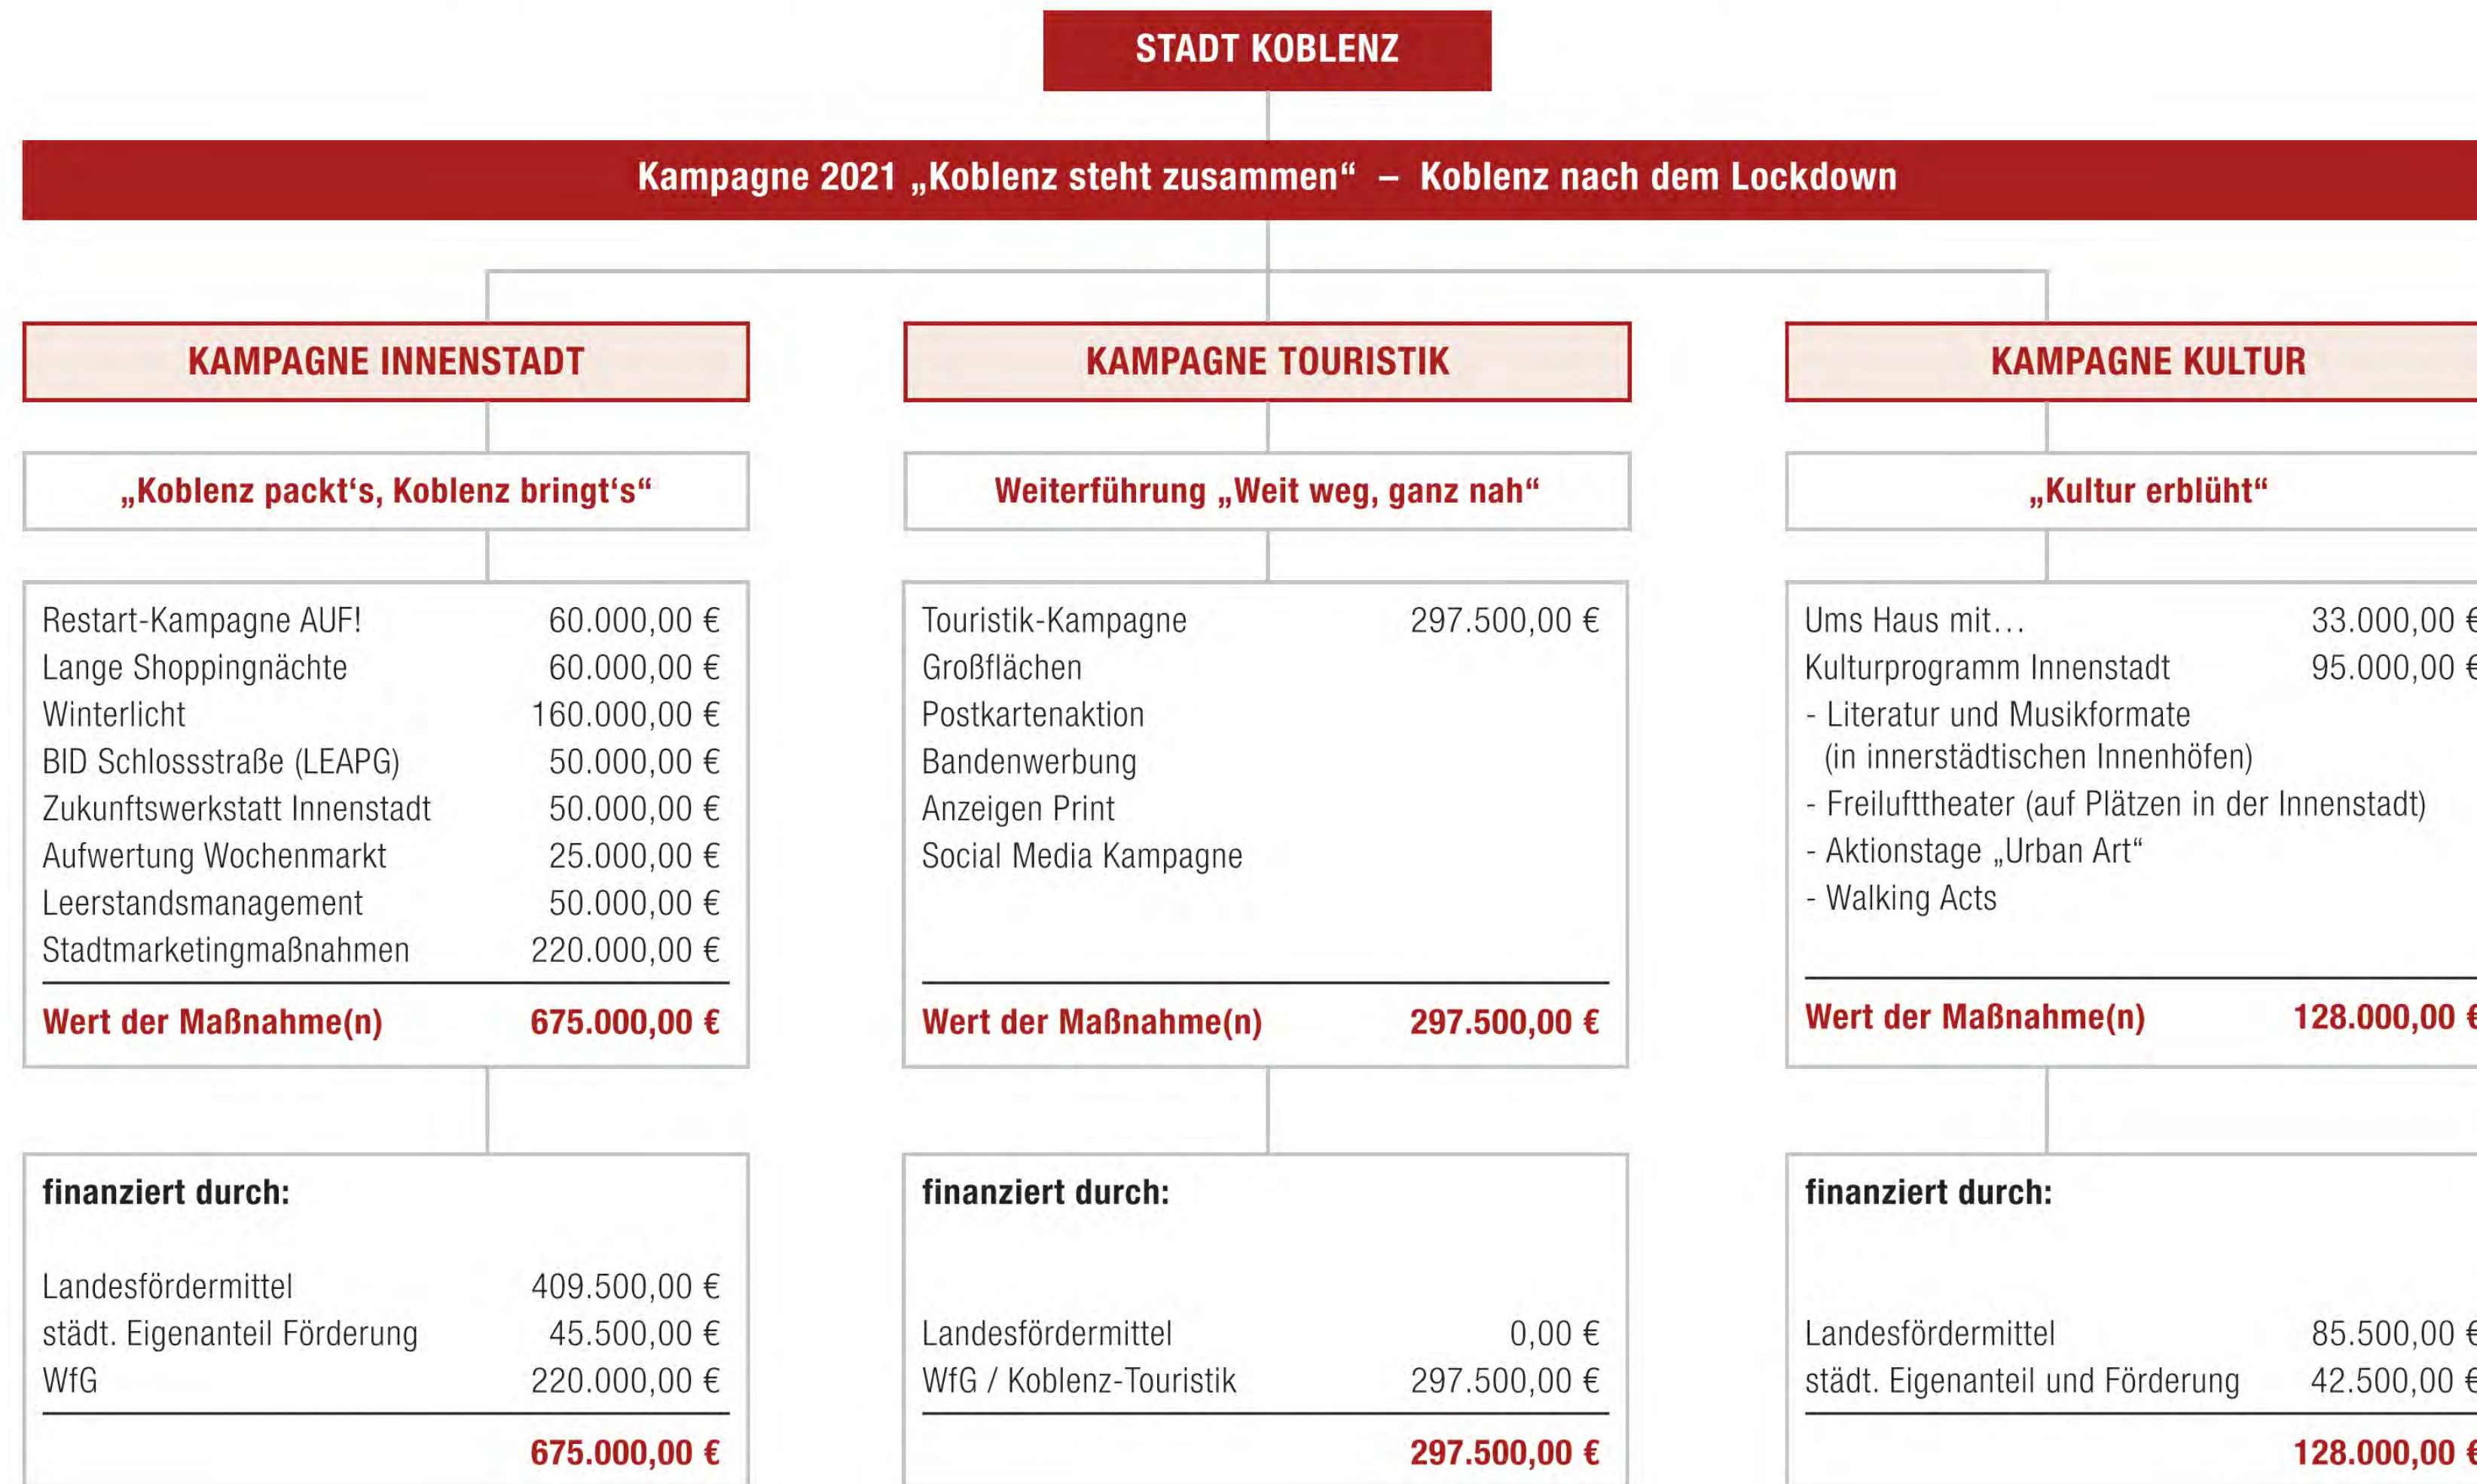 STADT KOBLENZ
Kampagne 2021 „Koblenz steht zusammen“ – Koblenz nach dem Lockdown
KAMPAGNE INNENSTADT
„Koblenz packt‘s, Koblenz bringt‘s“
Restart-Kampagne AUF! 60.000,00 €
Lange Shoppingnächte 60.000,00 €
Winterlicht 160.000,00 €
BID Schlossstraße (LEAPG) 50.000,00 €
Zukunftswerkstatt Innenstadt 50.000,00 €
Aufwertung Wochenmarkt 25.000,00 €
Leerstandsmanagement 50.000,00 €
Stadtmarketingmaßnahmen 220.000,00 €
Wert der Maßnahme(n) 675.000,00 €
finanziert durch:
Landesfördermittel 409.500,00 €
städt. Eigenanteil Förderung 45.500,00 €
WfG 220.000,00 €
675.000,00 €
KAMPAGNE TOURISTIK
Weiterführung „Weit weg, ganz nah“
Touristik-Kampagne 297.500,00 €
Großflächen
Postkartenaktion
Bandenwerbung
Anzeigen Print
Social Media Kampagne
Wert der Maßnahme(n) 297.500,00 €
finanziert durch:
Landesfördermittel 0,00 €
WfG / Koblenz-Touristik 297.500,00 €
297.500,00 €
KAMPAGNE KULTUR
„Kultur erblüht“
Ums Haus mit... 33.000,00 €
Kulturprogramm Innenstadt 95.000,00 €
- Literatur und Musikformate
(in innerstädtischen Innenhöfen)
- Freilufttheater (auf Plätzen in der Innenstadt)
- Aktionstage „Urban Art“
- Walking Acts
Wert der Maßnahme(n) 128.000,00 €
finanziert durch:
Landesfördermittel 85.500,00 €
städt. Eigenanteil und Förderung 42.500,00 €
128.000,00 €